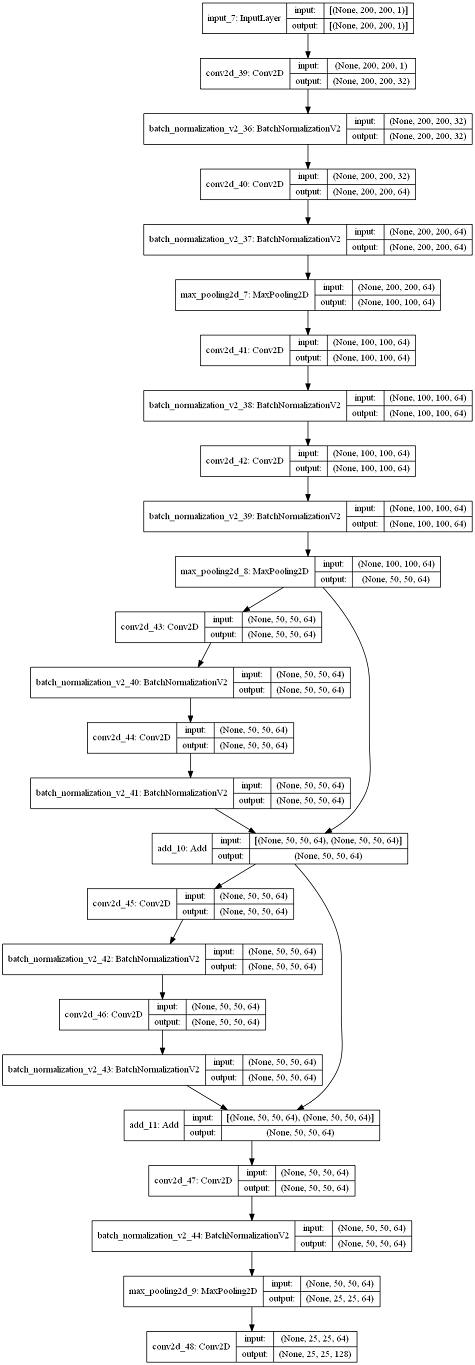 input_7: InputLayer input: [(None, 200, 200, 1)]
output: [(None, 200, 200, 1)]
conv2d_39: Conv2D input: (None, 200, 200, 1)
output: (None, 200, 200, 32)
batch_normalization_v2_36: BatchNormalizationV2 input: (None, 200, 200, 32)
output: (None, 200, 200, 32)
conv2d_40: Conv2D input: (None, 200, 200, 32)
output: (None, 200, 200, 64)
batch_normalization_v2_37: BatchNormalizationV2 input: (None, 200, 200, 64)
output: (None, 200, 200, 64)
max_pooling2d_7: MaxPooling2D input: (None, 200, 200, 64)
output: (None, 100, 100, 64)
conv2d_41: Conv2D input: (None, 100, 100, 64)
output: (None, 100, 100, 64)
batch_normalization_v2_38: BatchNormalizationV2 input: (None, 100, 100, 64)
output: (None, 100, 100, 64)
conv2d_42: Conv2D input: (None, 100, 100, 64)
output: (None, 100, 100, 64)
batch_normalization_v2_39: BatchNormalizationV2 input: (None, 100, 100, 64)
output: (None, 100, 100, 64)
max_pooling2d_8: MaxPooling2D input: (None, 100, 100, 64)
output: (None, 50, 50, 64)
conv2d_43: Conv2D input: (None, 50, 50, 64)
output: (None, 50, 50, 64)
batch_normalization_v2_40: BatchNormalizationV2 input: (None, 50, 50, 64)
output: (None, 50, 50, 64)
conv2d_44: Conv2D input: (None, 50, 50, 64)
output: (None, 50, 50, 64)
batch_normalization_v2_41: BatchNormalizationV2 input: (None, 50, 50, 64)
output: (None, 50, 50, 64)
add_10: Add input: [(None, 50, 50, 64), (None, 50, 50, 64)]
output: (None, 50, 50, 64)
conv2d_45: Conv2D input: (None, 50, 50, 64)
output: (None, 50, 50, 64)
batch_normalization_v2_42: BatchNormalizationV2 input: (None, 50, 50, 64)
output: (None, 50, 50, 64)
conv2d_46: Conv2D input: (None, 50, 50, 64)
output: (None, 50, 50, 64)
batch_normalization_v2_43: BatchNormalizationV2 input: (None, 50, 50, 64)
output: (None, 50, 50, 64)
add_11: Add input: [(None, 50, 50, 64), (None, 50, 50, 64)]
output: (None, 50, 50, 64)
conv2d_47: Conv2D input: (None, 50, 50, 64)
output: (None, 50, 50, 64)
batch_normalization_v2_44: BatchNormalizationV2 input: (None, 50, 50, 64)
output: (None, 50, 50, 64)
max_pooling2d_9: MaxPooling2D input: (None, 50, 50, 64)
output: (None, 25, 25, 64)
conv2d_48: Conv2D input: (None, 25, 25, 64)
output: (None, 25, 25, 128)